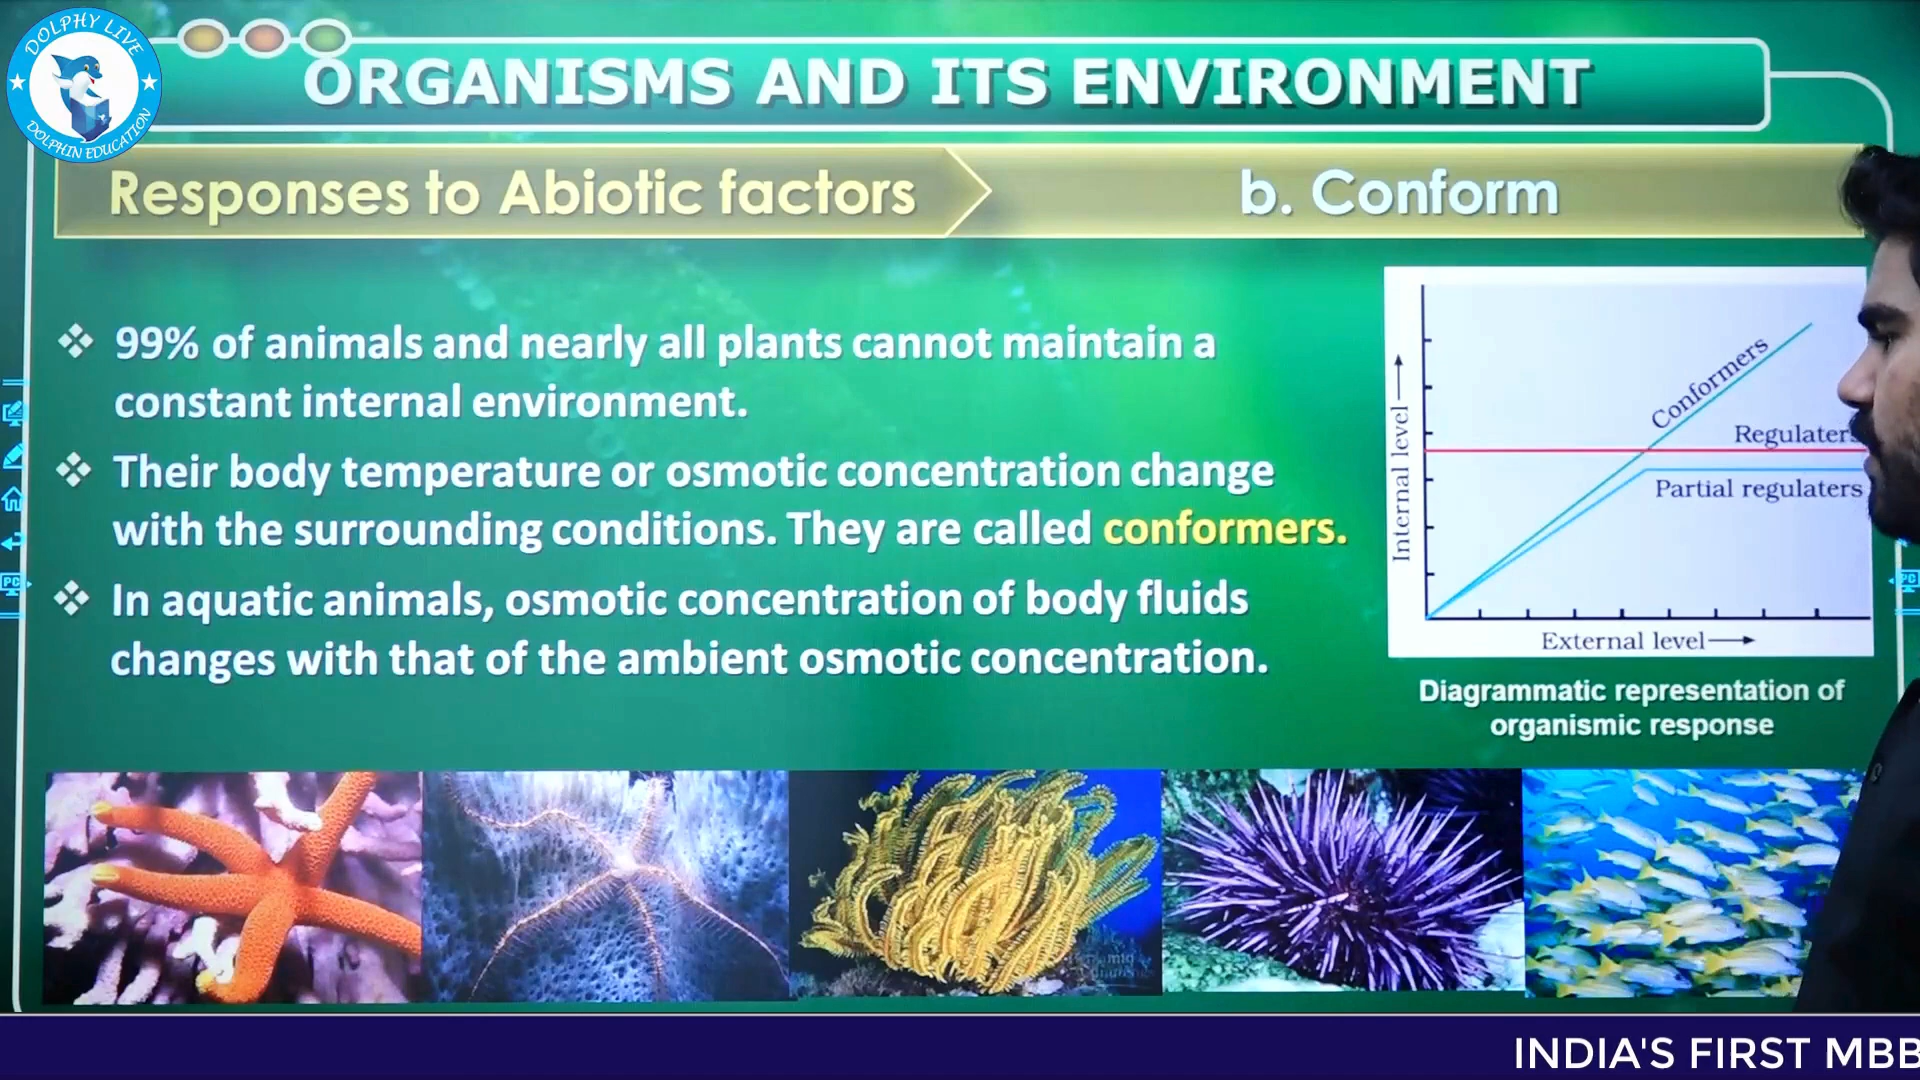 DOLPHY LIVE
DOLPHIN EDUCATION
ORGANISMS AND ITS ENVIRONMENT
Responses to Abiotic factors
b. Conform
❖ 99% of animals and nearly all plants cannot maintain a
constant internal environment.
❖ Their body temperature or osmotic concentration change
with the surrounding conditions. They are called conformers.
❖ In aquatic animals, osmotic concentration of body fluids
changes with that of the ambient osmotic concentration.
Internal level
Conformers
Regulaters
Partial regulaters
External level
Diagrammatic representation of
organismic response
PC
PC
INDIA'S FIRST MBB